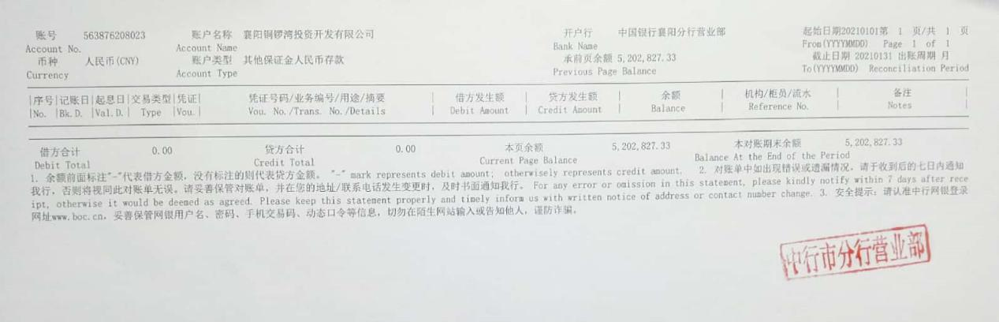 账号 563876208023 账户名称 襄阳铜锣湾投资开发有限公司 开户行 中国银行襄阳分行营业部 起始日期20210101第 1 页/共 1 页
Account No. Account Name Bank Name From(YYYYMMDD) Page 1 of 1
币种 人民币(CNY) 账户类型 其他保证金人民币存款 承前页余额 5,202,827.33 截止日期 20210131 出账周期 月
Currency Account Type Previous Page Balance To(YYYYMMDD) Reconciliation Period
|序号|记账日|起息日|交易类型|凭证| 凭证号码/业务编号/用途/摘要 | 借方发生额 | 贷方发生额 | 余额 | 机构/柜员/流水 | 备注 |
|No. |Bk.D. |Val.D.| Type |Vou.| Vou. No./Trans. No./Details | Debit Amount | Credit Amount | Balance | Reference No. | Notes |
借方合计 0.00 贷方合计 0.00 本页余额 5,202,827.33 本对账期末余额 5,202,827.33
Debit Total Credit Total Current Page Balance Balance At the End of the Period
1. 余额前面标注"-"代表借方金额，没有标注的则代表贷方金额。 "-" mark represents debit amount; otherwisely represents credit amount. 2. 对账单中如出现错误或遗漏情况，请于收到后的七日内通知
我行，否则将视同此对账单无误。请妥善保管对账单，并在您的地址/联系电话发生变更时，及时书面通知我行。 For any error or omission in this statement, please kindly notify within 7 days after rece
ipt, otherwise it would be deemed as agreed. Please keep this statement properly and timely inform us with written notice of address or contact number change. 3. 安全提示：请认准中行网银登录
网址www.boc.cn，妥善保管网银用户名、密码、手机交易码、动态口令等信息，切勿在陌生网站输入或告知他人，谨防诈骗。
中行市分行营业部